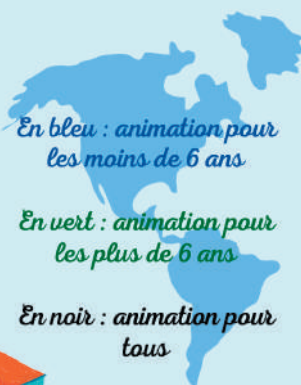 En bleu : animation pour
les moins de 6 ans
En vert : animation pour
les plus de 6 ans
En noir : animation pour
tous